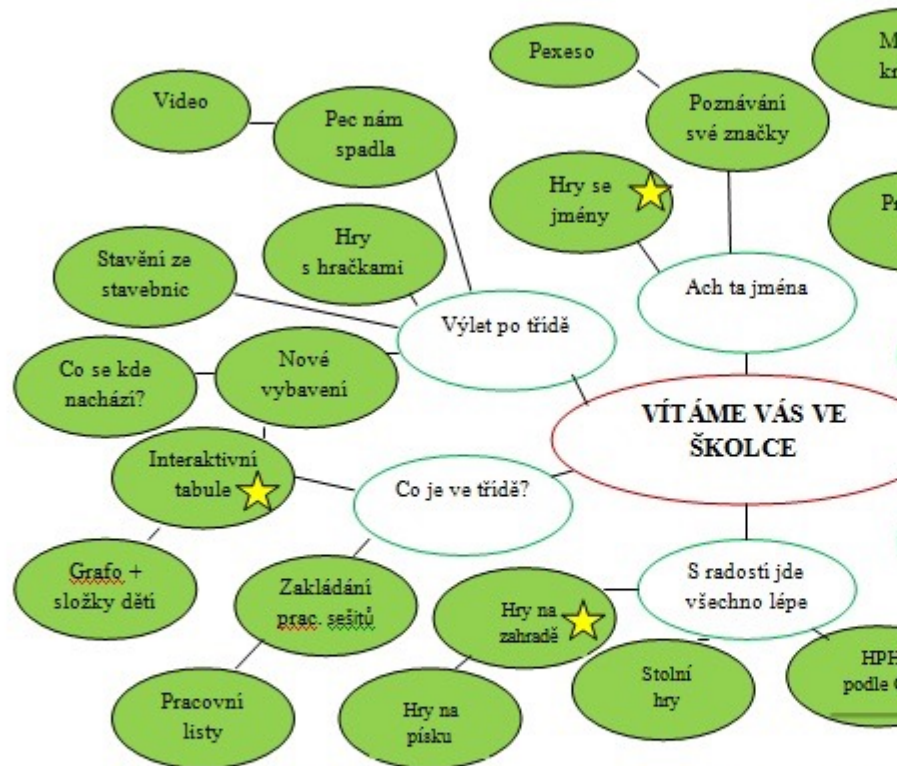 Pexeso
Video
Pec nám
spadla
Poznávání
své značky
Hry se
jmény
Hry
s hračkami
Stavění ze
stavebnic
Ach ta jména
Výlet po třídě
Co se kde
nachází?
Nové
vybavení
VÍTÁME VÁS VE
ŠKOLCE
Interaktivní
tabule
Co je ve třídě?
Grafo +
složky dětí
Zakládání
prac. sešitů
S radostí jde
všechno lépe
Hry na
zahradě
Stolní
hry
HPH
podle
Pracovní
listy
Hry na
písku